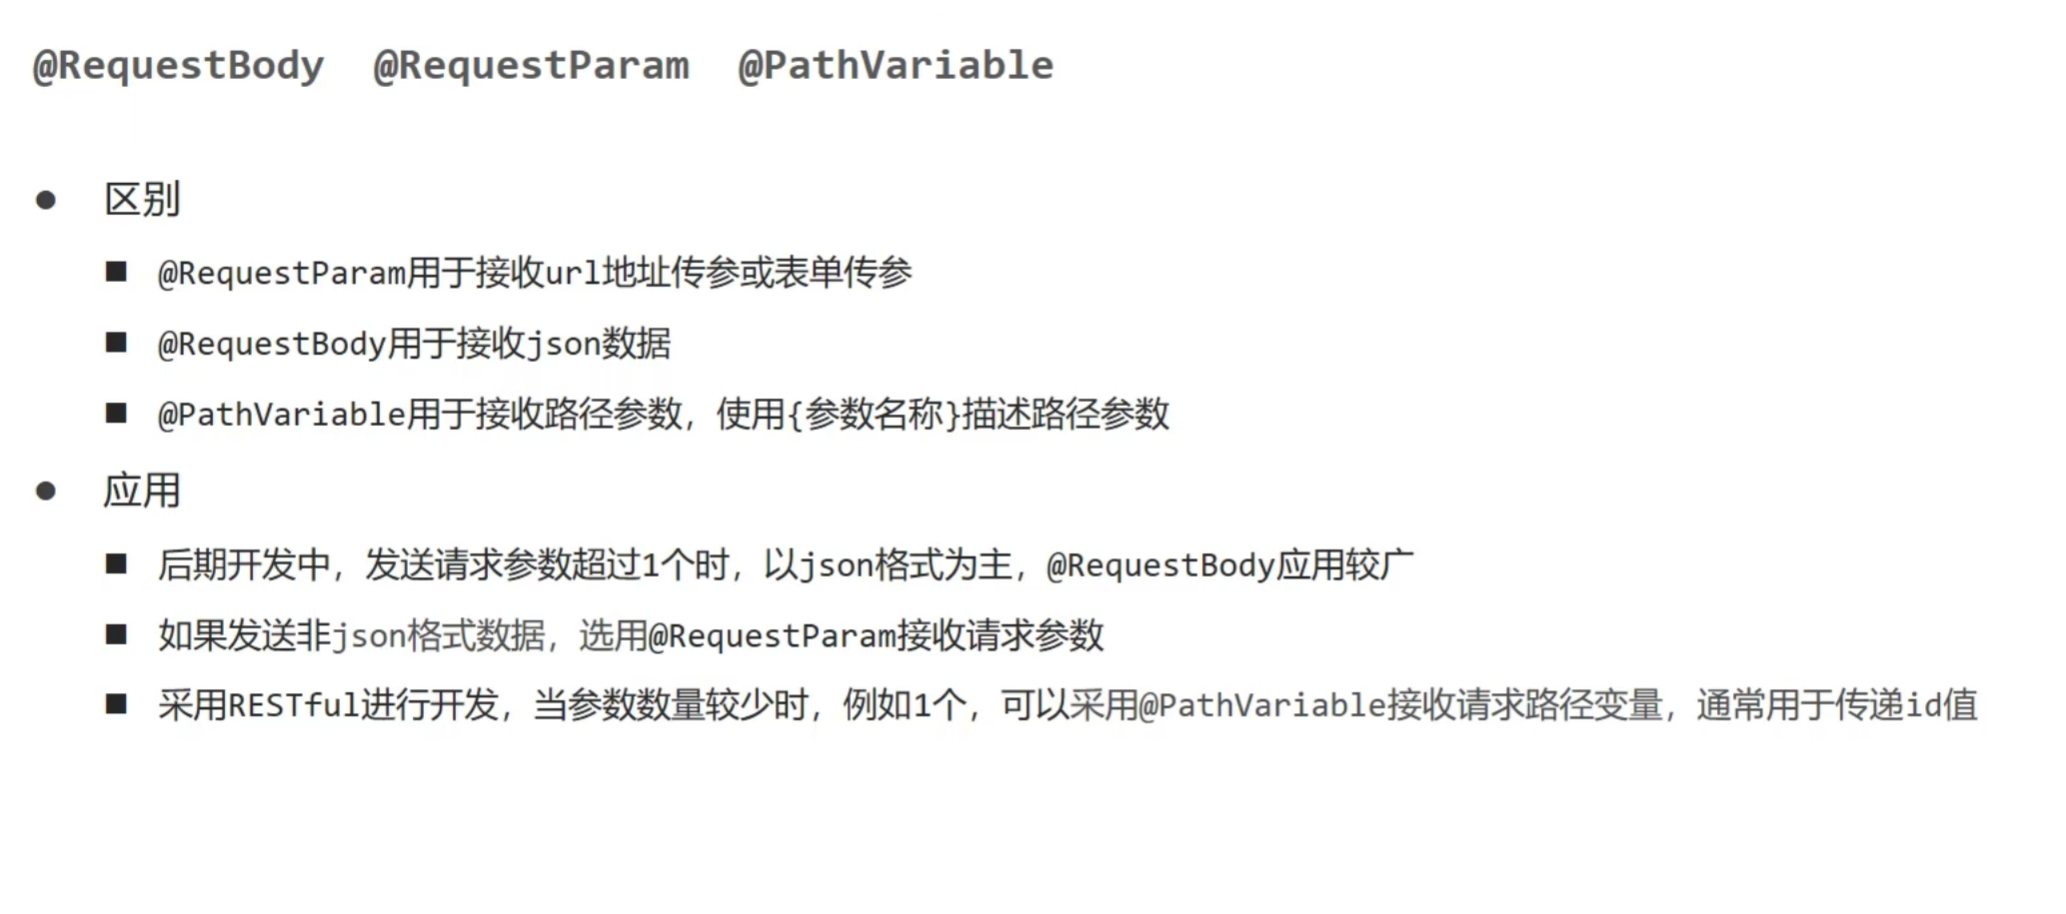 @RequestBody @RequestParam @PathVariable
● 区别
■ @RequestParam用于接收url地址传参或表单传参
■ @RequestBody用于接收json数据
■ @PathVariable用于接收路径参数，使用{参数名称}描述路径参数
● 应用
■ 后期开发中，发送请求参数超过1个时，以json格式为主，@RequestBody应用较广
■ 如果发送非json格式数据，选用@RequestParam接收请求参数
■ 采用RESTful进行开发，当参数数量较少时，例如1个，可以采用@PathVariable接收请求路径变量，通常用于传递id值